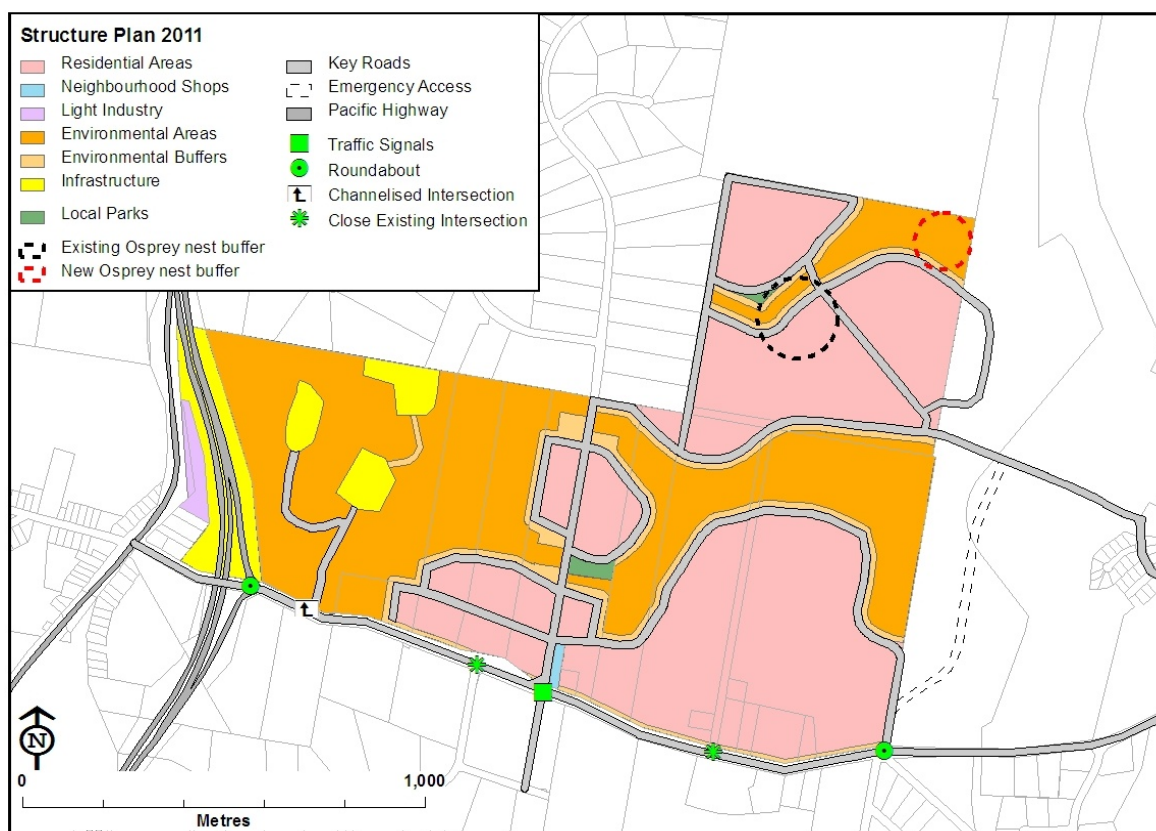 Structure Plan 2011
Residential Areas
Neighbourhood Shops
Light Industry
Environmental Areas
Environmental Buffers
Infrastructure
Local Parks
Existing Osprey nest buffer
New Osprey nest buffer
Key Roads
Emergency Access
Pacific Highway
Traffic Signals
Roundabout
Channelised Intersection
Close Existing Intersection
N
0 1,000
Metres